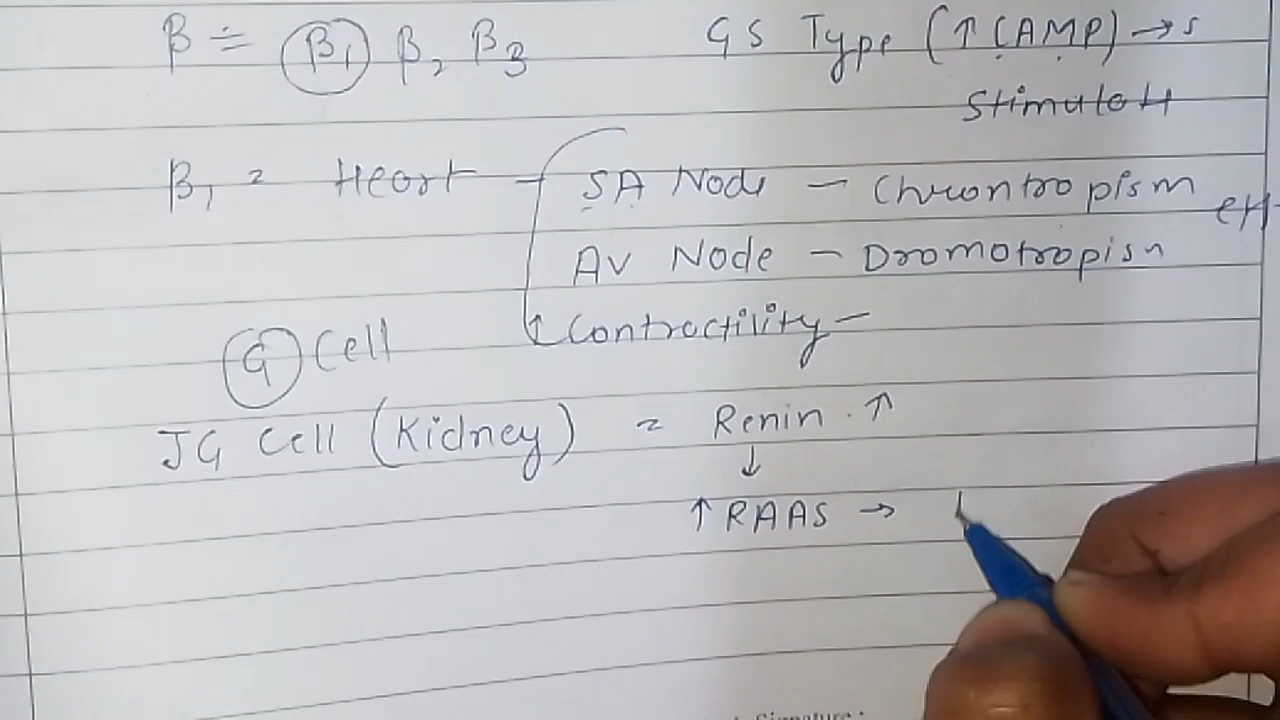 β = β1 β2 β3 GS Type (↑ CAMP) → s
Stimulatt
β1 = Heart - SA Node - Chrontropism
AV Node - Dromotropism
↑ Contractility -
G Cell
JG Cell (Kidney) = Renin ↑
↓
↑ RAAS →
Signature :